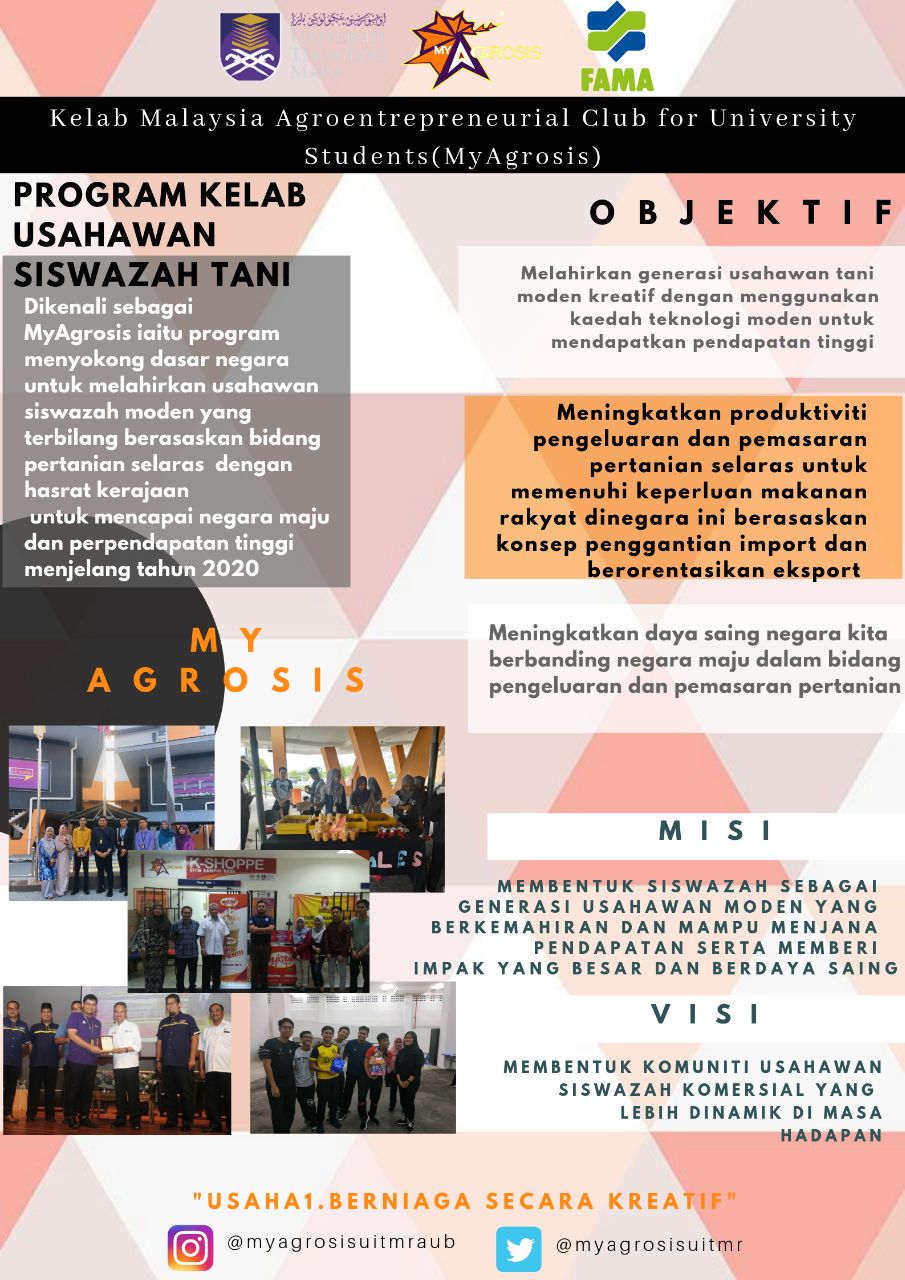 UNIVERSITI
TEKNOLOGI
MARA
MYAGROSIS
FAMA
Kelab Malaysia Agroentrepreneurial Club for University
Students(MyAgrosis)
PROGRAM KELAB
USAHAWAN
SISWAZAH TANI
Dikenali sebagai
MyAgrosis iaitu program
menyokong dasar negara
untuk melahirkan usahawan
siswazah moden yang
terbilang berasaskan bidang
pertanian selaras dengan
hasrat kerajaan
untuk mencapai negara maju
dan perpendapatan tinggi
menjelang tahun 2020
OBJEKTIF
Melahirkan generasi usahawan tani
moden kreatif dengan menggunakan
kaedah teknologi moden untuk
mendapatkan pendapatan tinggi
Meningkatkan produktiviti
pengeluaran dan pemasaran
pertanian selaras untuk
memenuhi keperluan makanan
rakyat dinegara ini berasaskan
konsep penggantian import dan
berorentasikan eksport
Meningkatkan daya saing negara kita
berbanding negara maju dalam bidang
pengeluaran dan pemasaran pertanian
MY
AGROSIS
ALES
K-SHOPPE
MISI
MEMBENTUK SISWAZAH SEBAGAI
GENERASI USAHAWAN MODEN YANG
BERKEMAHIRAN DAN MAMPU MENJANA
PENDAPATAN SERTA MEMBERI
IMPAK YANG BESAR DAN BERDAYA SAING
VISI
MEMBENTUK KOMUNITI USAHAWAN
SISWAZAH KOMERSIAL YANG
LEBIH DINAMIK DI MASA
HADAPAN
"USAHA1.BERNIAGA SECARA KREATIF"
@myagrosisuitmraub
@myagrosisuitmr